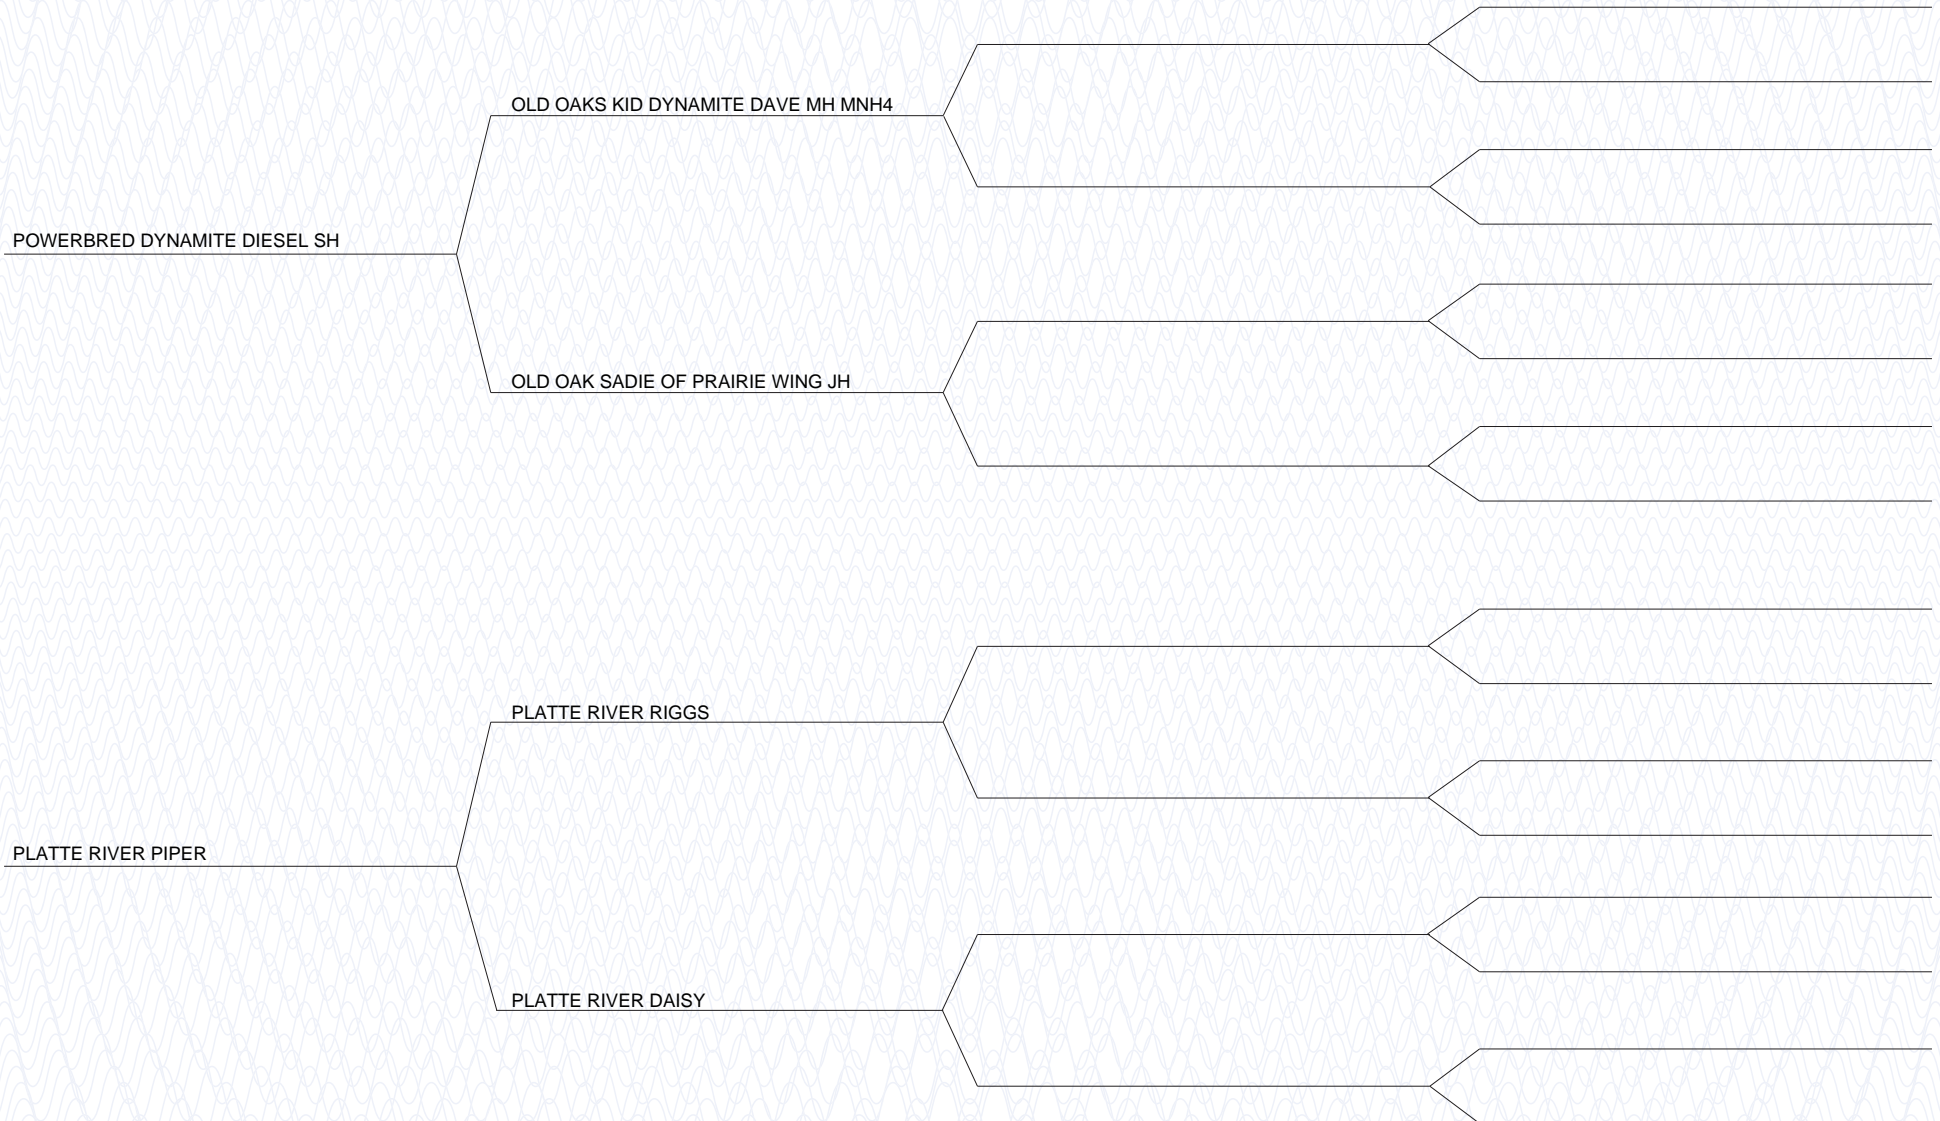 OLD OAKS KID DYNAMITE DAVE MH MNH4
POWERBRED DYNAMITE DIESEL SH
OLD OAK SADIE OF PRAIRIE WING JH
PLATTE RIVER RIGGS
PLATTE RIVER PIPER
PLATTE RIVER DAISY